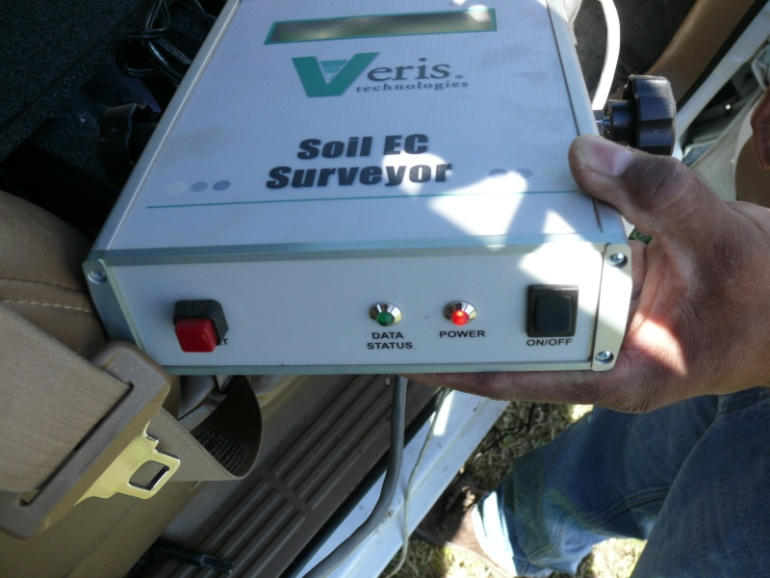 Veris®
technologies
Soil EC
Surveyor
DATA
STATUS
POWER
ON/OFF